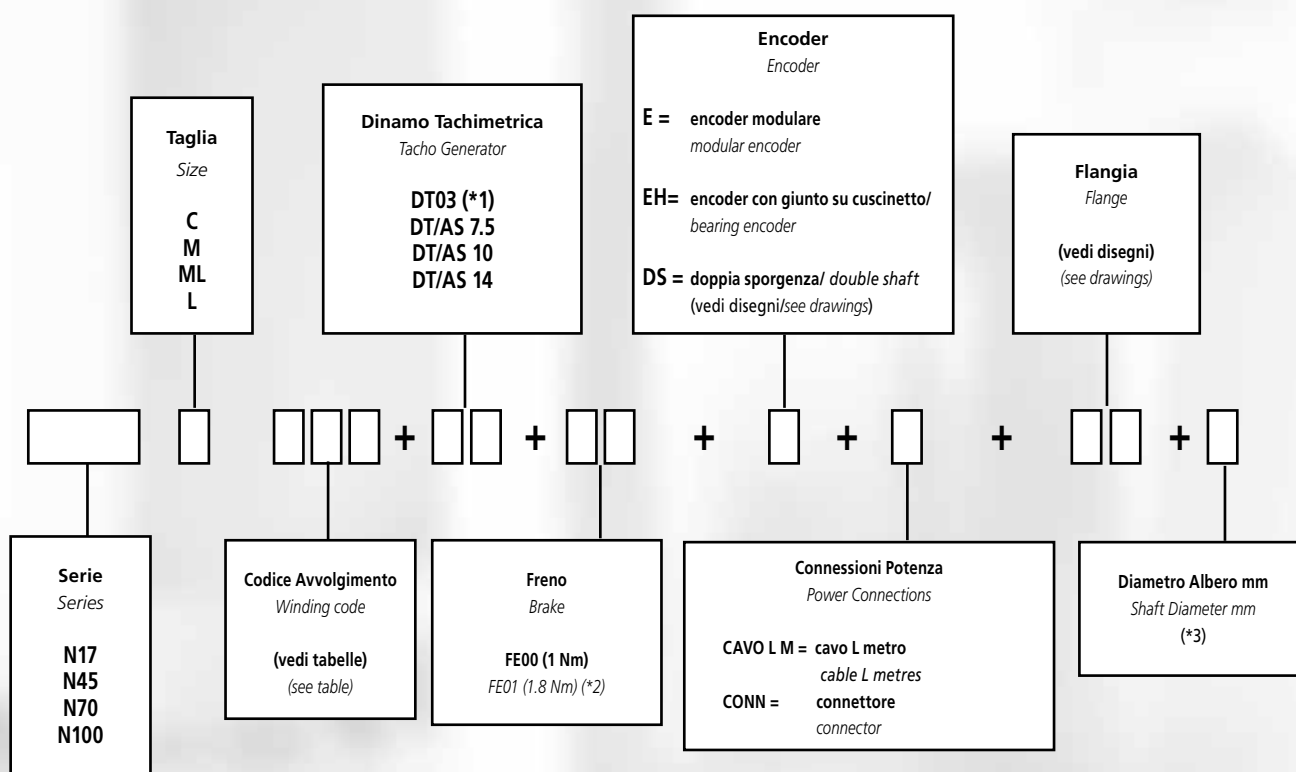 Taglia
Size
C
M
ML
L
Dinamo Tachimetrica
Tacho Generator
DT03 (*1)
DT/AS 7.5
DT/AS 10
DT/AS 14
Encoder
Encoder
E = encoder modulare
modular encoder
EH= encoder con giunto su cuscinetto/
bearing encoder
DS = doppia sporgenza/ double shaft
(vedi disegni/see drawings)
Flangia
Flange
(vedi disegni)
(see drawings)
+ + + + + +
Serie
Series
N17
N45
N70
N100
Codice Avvolgimento
Winding code
(vedi tabelle)
(see table)
Freno
Brake
FE00 (1 Nm)
FE01 (1.8 Nm) (*2)
Connessioni Potenza
Power Connections
CAVO L M = cavo L metro
cable L metres
CONN = connettore
connector
Diametro Albero mm
Shaft Diameter mm
(*3)